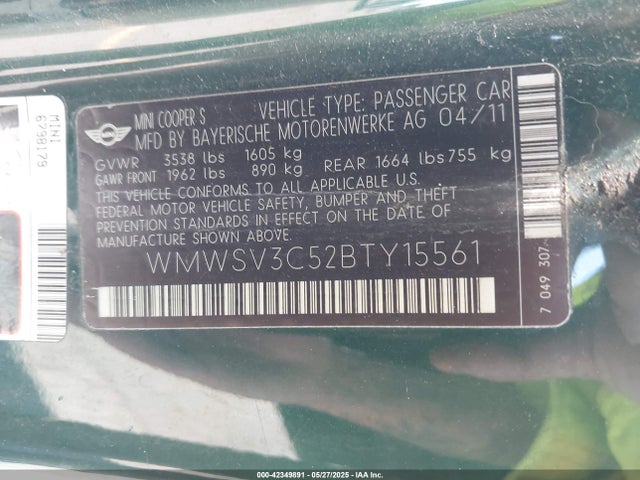 MINI COOPER S VEHICLE TYPE: PASSENGER CAR
MFD BY BAYERISCHE MOTORENWERKE AG 04/11
GVWR 3538 lbs 1605 kg
GAWR FRONT 1962 lbs 890 kg REAR 1664 lbs 755 kg
THIS VEHICLE CONFORMS TO ALL APPLICABLE U.S.
FEDERAL MOTOR VEHICLE SAFETY, BUMPER AND THEFT
PREVENTION STANDARDS IN EFFECT ON THE DATE OF
MANUFACTURE SHOWN ABOVE.
WMWSV3C52BTY15561
7 049 307
MINI
6798179
000-42349891 - 05/27/2025 - IAA Inc.